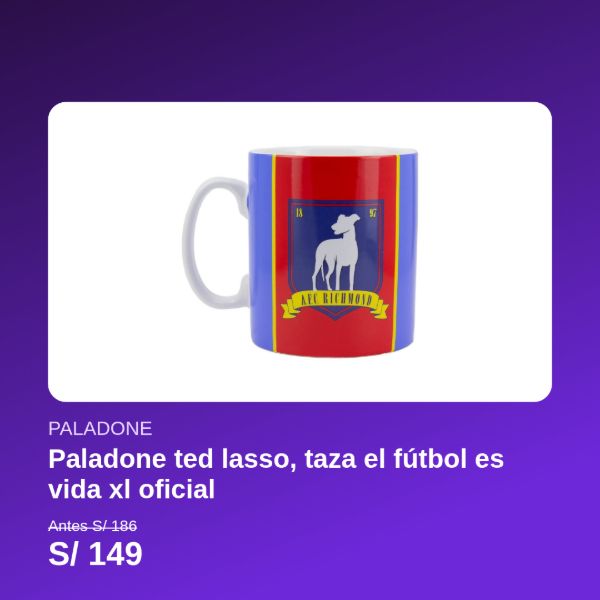 18 97
AFC RICHMOND
PALADONE
Paladone ted lasso, taza el fútbol es
vida xl oficial
Antes S/ 186
S/ 149